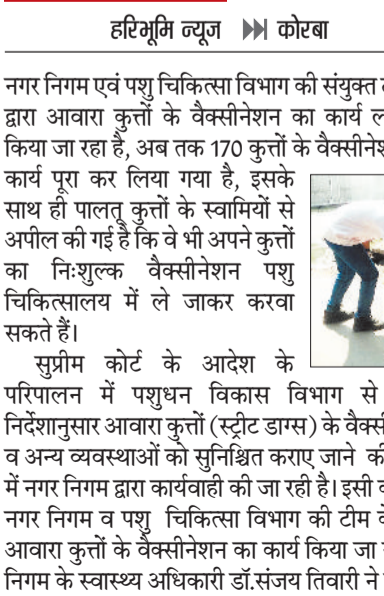 हरिभूमि न्यूज ▶▶| कोरबा
नगर निगम एवं पशु चिकित्सा विभाग की संयुक्त
द्वारा आवारा कुत्तों के वैक्सीनेशन का कार्य
किया जा रहा है, अब तक 170 कुत्तों के
कार्य पूरा कर लिया गया है, इसके
साथ ही पालतू कुत्तों के स्वामियों से
अपील की गई है कि वे भी अपने कुत्तों
का निःशुल्क वैक्सीनेशन पशु
चिकित्सालय में ले जाकर करवा
सकते हैं।
सुप्रीम कोर्ट के आदेश के
परिपालन में पशुधन विकास विभाग से
निर्देशानुसार आवारा कुत्तों (स्ट्रीट डाग्स) के
व अन्य व्यवस्थाओं को सुनिश्चित कराए जाने
में नगर निगम द्वारा कार्यवाही की जा रही है। इसी
नगर निगम व पशु चिकित्सा विभाग की टीम
आवारा कुत्तों के वैक्सीनेशन का कार्य किया जा
निगम के स्वास्थ्य अधिकारी डॉ.संजय तिवारी ने